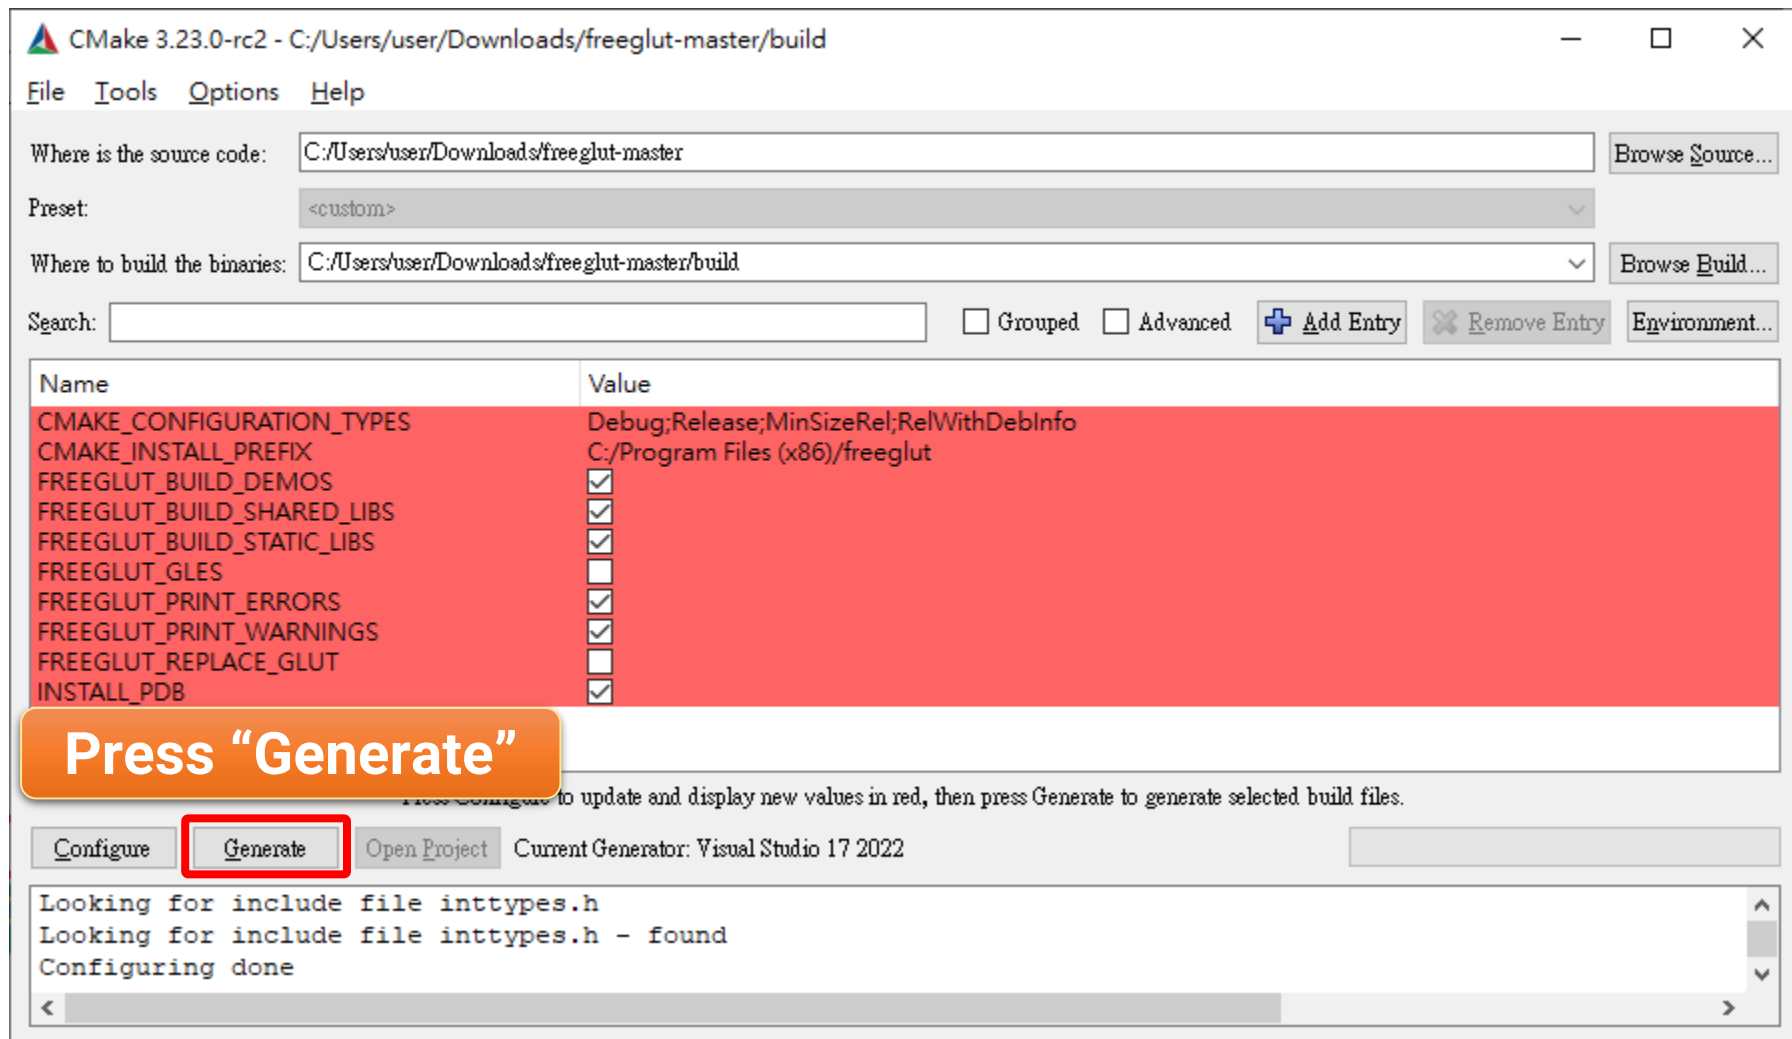 CMake 3.23.0-rc2 - C:/Users/user/Downloads/freeglut-master/build
File Tools Options Help
Where is the source code: C:/Users/user/Downloads/freeglut-master Browse Source...
Preset: <custom>
Where to build the binaries: C:/Users/user/Downloads/freeglut-master/build Browse Build...
Search: Grouped Advanced Add Entry Remove Entry Environment...
Name Value
CMAKE_CONFIGURATION_TYPES Debug;Release;MinSizeRel;RelWithDebInfo
CMAKE_INSTALL_PREFIX C:/Program Files (x86)/freeglut
FREEGLUT_BUILD_DEMOS
FREEGLUT_BUILD_SHARED_LIBS
FREEGLUT_BUILD_STATIC_LIBS
FREEGLUT_GLES
FREEGLUT_PRINT_ERRORS
FREEGLUT_PRINT_WARNINGS
FREEGLUT_REPLACE_GLUT
INSTALL_PDB
Press “Generate”
Press Configure to update and display new values in red, then press Generate to generate selected build files.
Configure Generate Open Project Current Generator: Visual Studio 17 2022
Looking for include file inttypes.h
Looking for include file inttypes.h - found
Configuring done